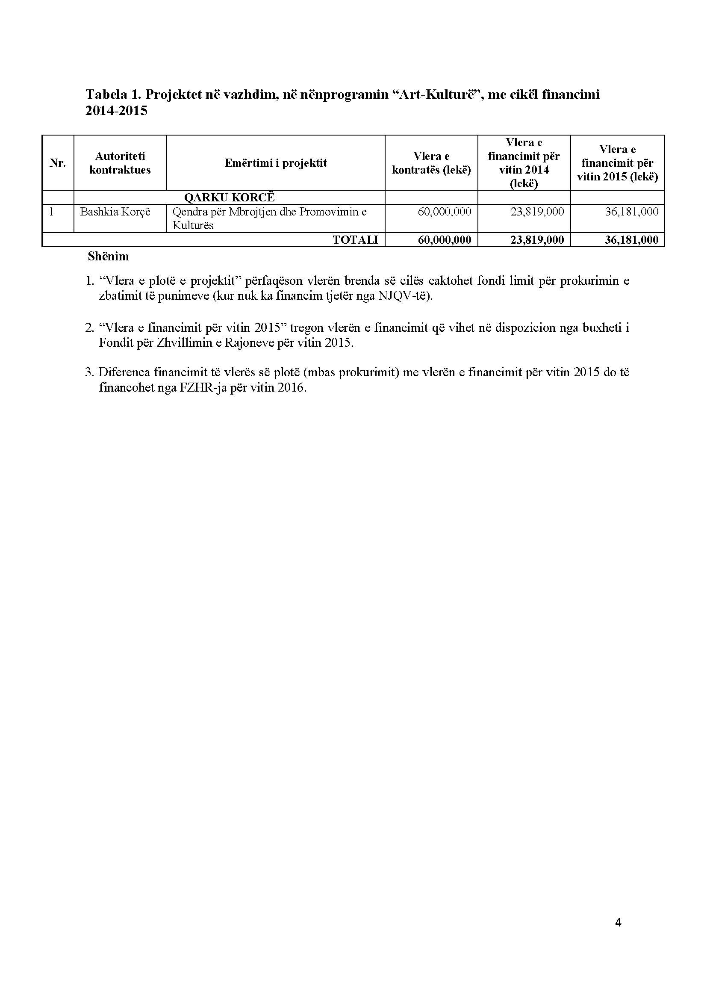 Tabela 1. Projektet në vazhdim, në nënprogramin “Art-Kulturë”, me cikël financimi
2014-2015
Nr.
Autoriteti
kontraktues
Emërtimi i projektit
Vlera e
kontratës (lekë)
Vlera e
financimit për
vitin 2014
(lekë)
Vlera e
financimit për
vitin 2015 (lekë)
QARKU KORCË
1 Bashkia Korçë Qendra për Mbrojtjen dhe Promovimin e 60,000,000 23,819,000 36,181,000
Kulturës
TOTALI 60,000,000 23,819,000 36,181,000
Shënim
1. “Vlera e plotë e projektit” përfaqëson vlerën brenda së cilës caktohet fondi limit për prokurimin e
zbatimit të punimeve (kur nuk ka financim tjetër nga NJQV-të).
2. “Vlera e financimit për vitin 2015” tregon vlerën e financimit që vihet në dispozicion nga buxheti i
Fondit për Zhvillimin e Rajoneve për vitin 2015.
3. Diferenca financimit të vlerës së plotë (mbas prokurimit) me vlerën e financimit për vitin 2015 do të
financohet nga FZHR-ja për vitin 2016.
4